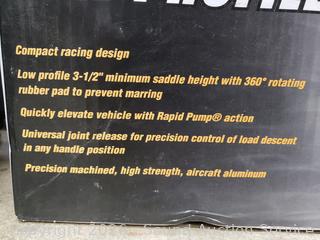 Compact racing design
Low profile 3-1/2" minimum saddle height with 360° rotating
rubber pad to prevent marring
Quickly elevate vehicle with Rapid Pump® action
Universal joint release for precision control of load descent
in any handle position
Precision machined, high strength, aircraft aluminum